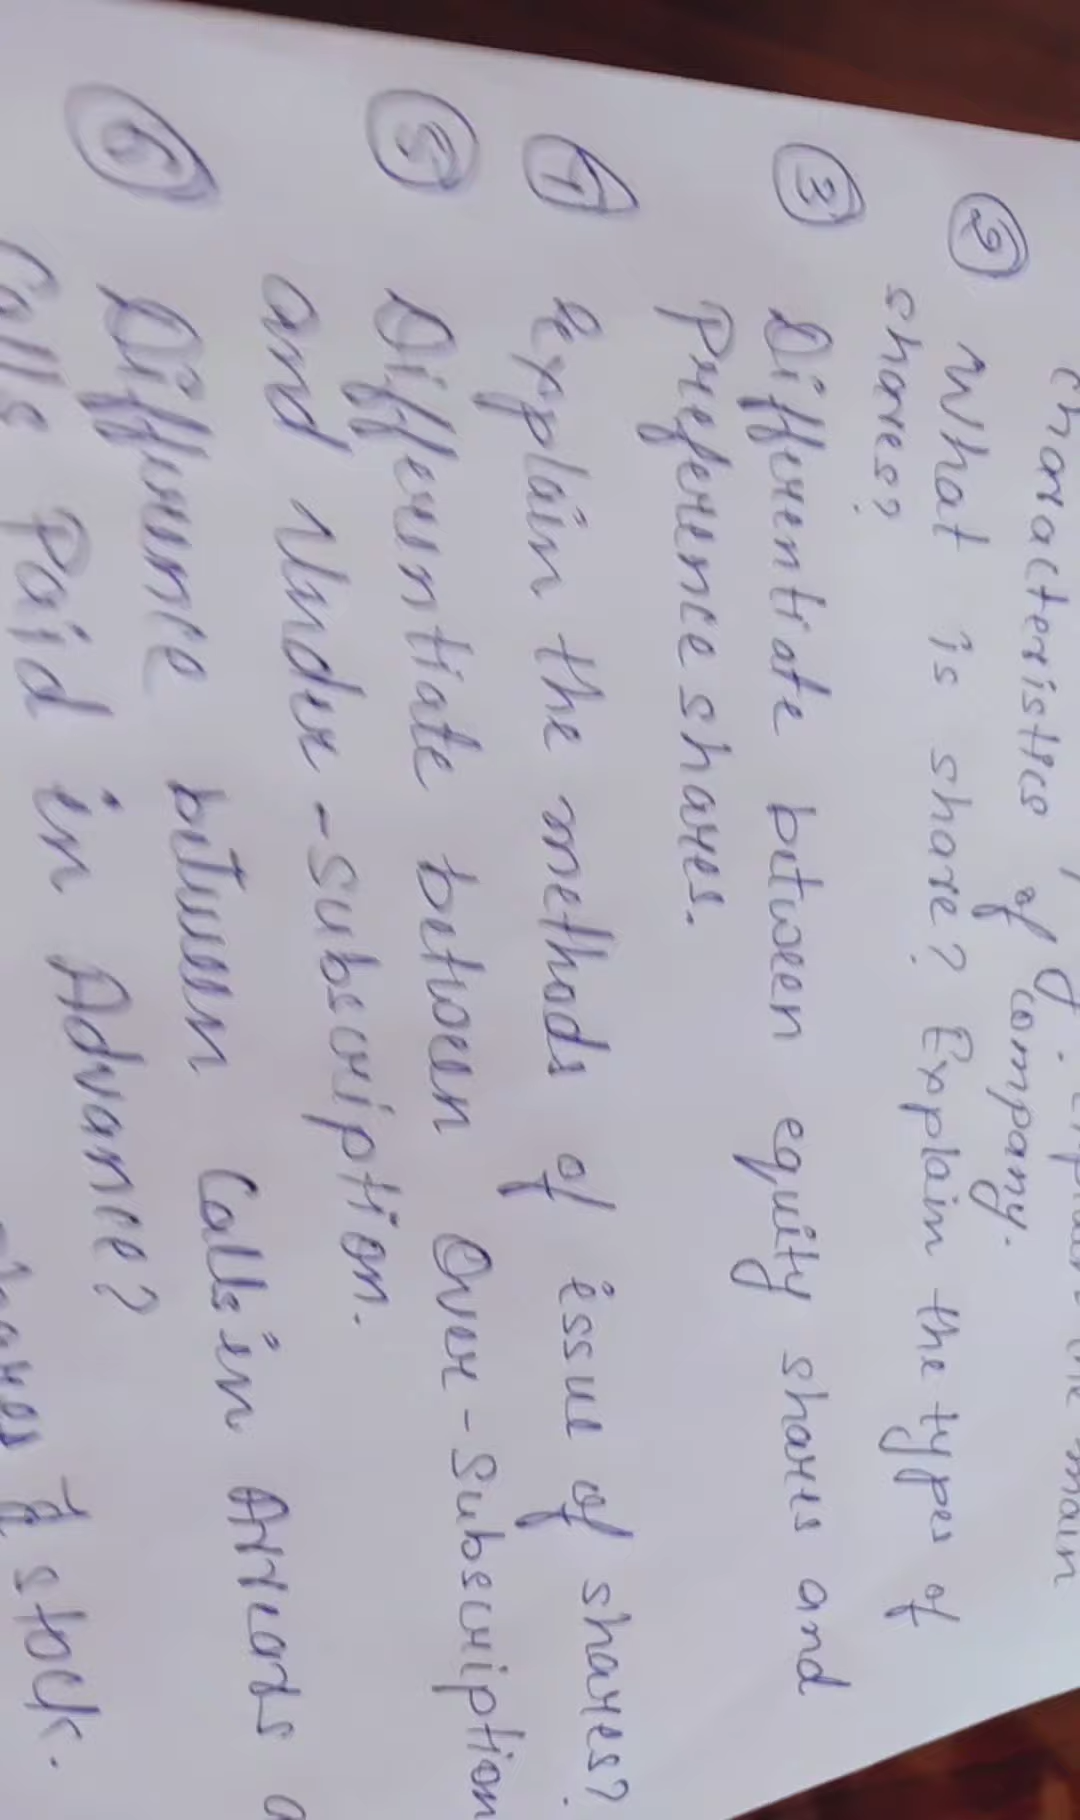 main
characteristics of company.
② What is share? Explain the types of
shares?
③ Differentiate between equity shares and
Preference shares.
④ Explain the methods of issue of shares?
⑤ Differentiate between Over-Subscription
and Under-Subscription.
⑥ Difference between Calls in Arrears
Calls Paid in Advance?
stock.